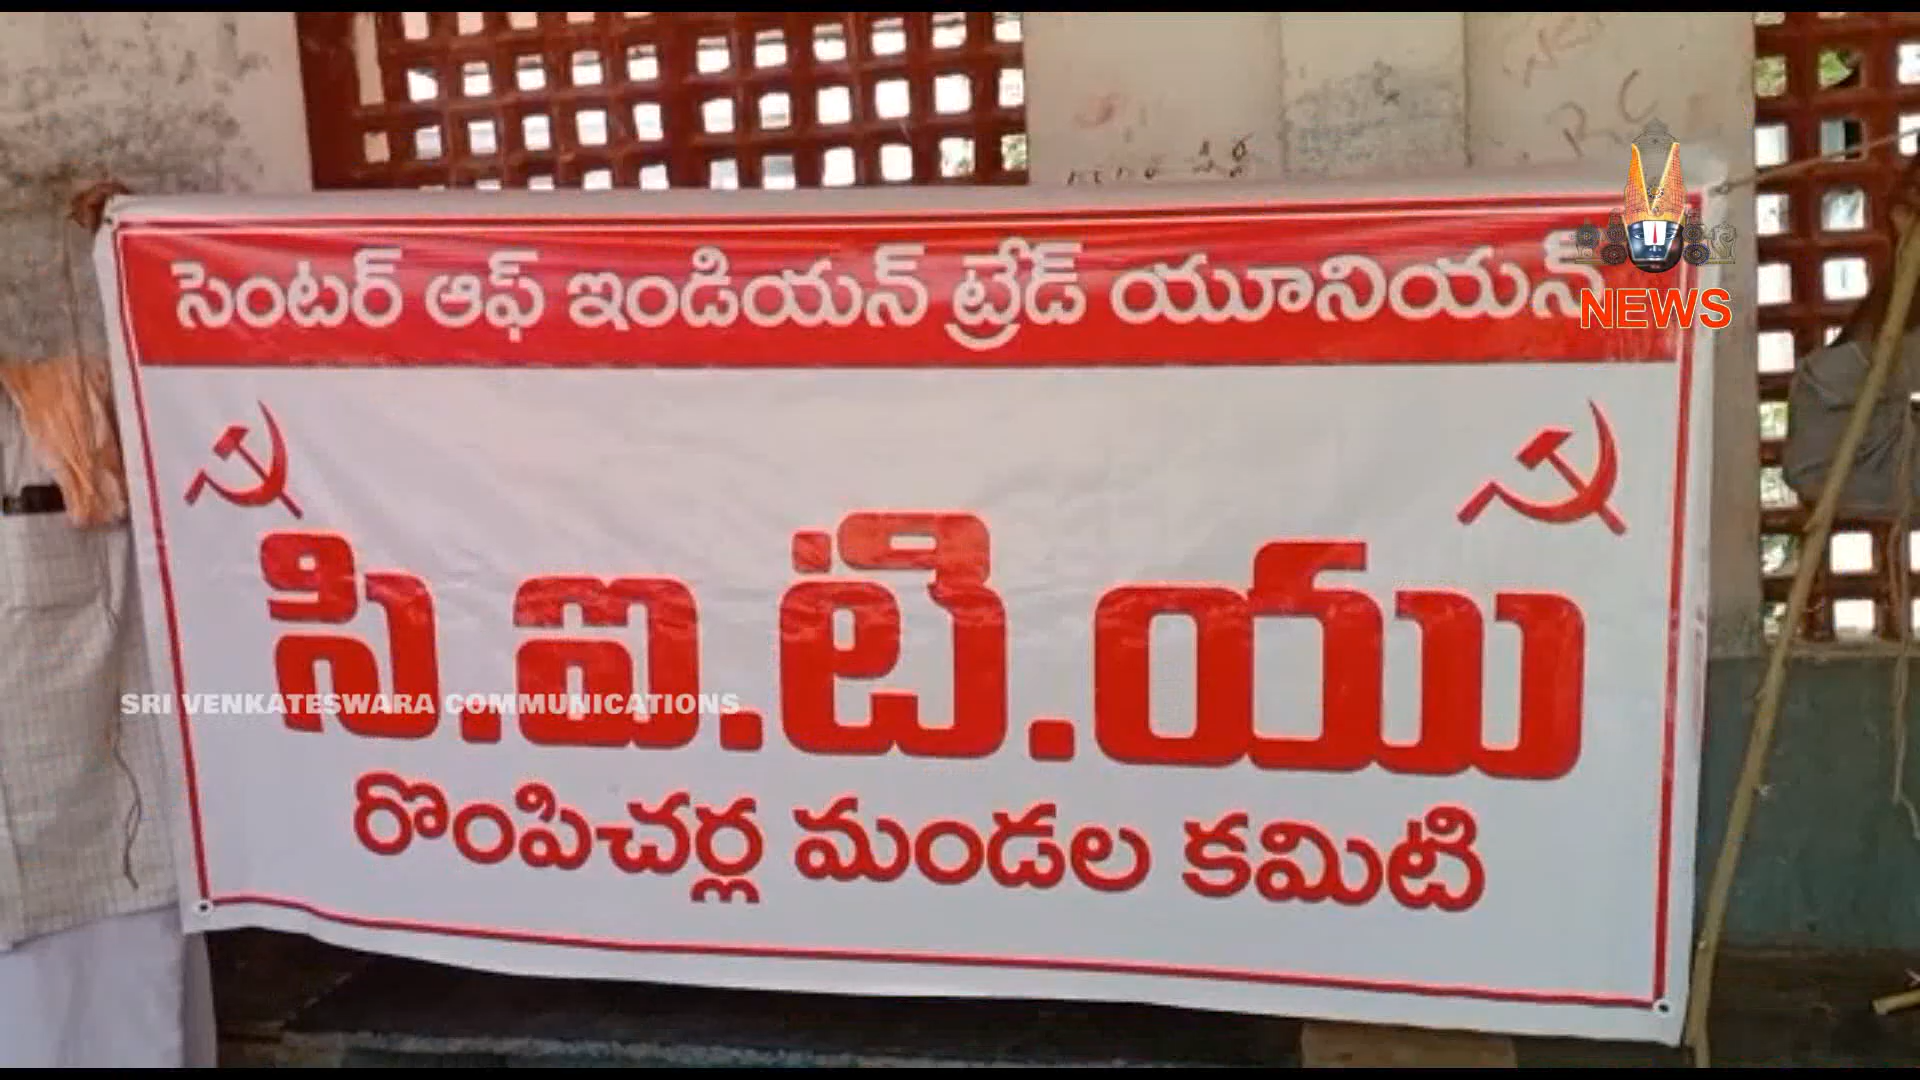 సెంటర్ ఆఫ్ ఇండియన్ ట్రేడ్ యూనియన్
NEWS
సి.ఐ.టి.యు
SRI VENKATESWARA COMMUNICATIONS
రొంపిచర్ల మండల కమిటి